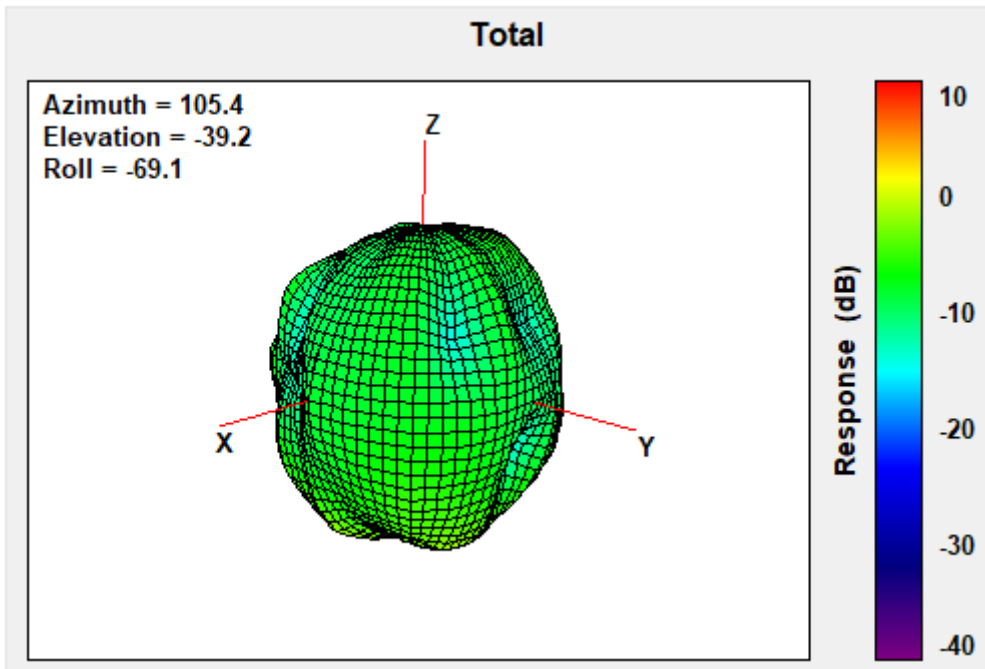 Total
Azimuth = 105.4
Elevation = -39.2
Roll = -69.1
Z
X
Y
10
0
-10
-20
-30
-40
Response (dB)